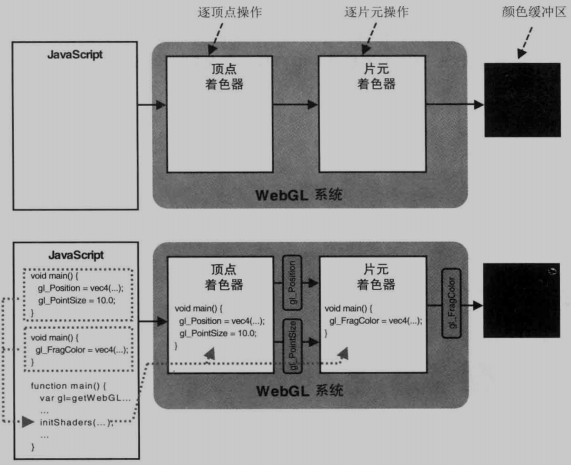 逐顶点操作
逐片元操作
颜色缓冲区
JavaScript
顶点
着色器
片元
着色器
WebGL 系统
JavaScript
void main() {
gl_Position = vec4(...);
gl_PointSize = 10.0;
}
void main() {
gl_FragColor = vec4(...);
}
function main() {
var gl=getWebGL...
...
initShaders(...);
...
}
顶点
着色器
void main() {
gl_Position = vec4(...);
gl_PointSize = 10.0;
}
gl_Position
gl_PointSize
片元
着色器
void main() {
gl_FragColor = vec4(...);
}
gl_FragColor
WebGL 系统